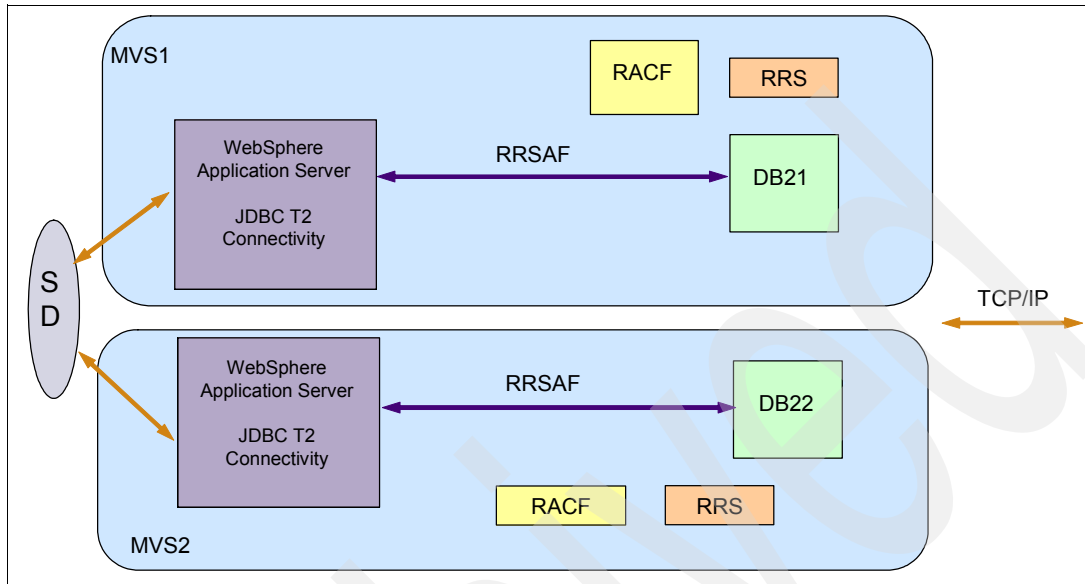 MVS1
RACF
RRS
WebSphere
Application Server
JDBC T2
Connectivity
RRSAF
DB21
S
D
TCP/IP
WebSphere
Application Server
JDBC T2
Connectivity
RRSAF
DB22
RACF
RRS
MVS2